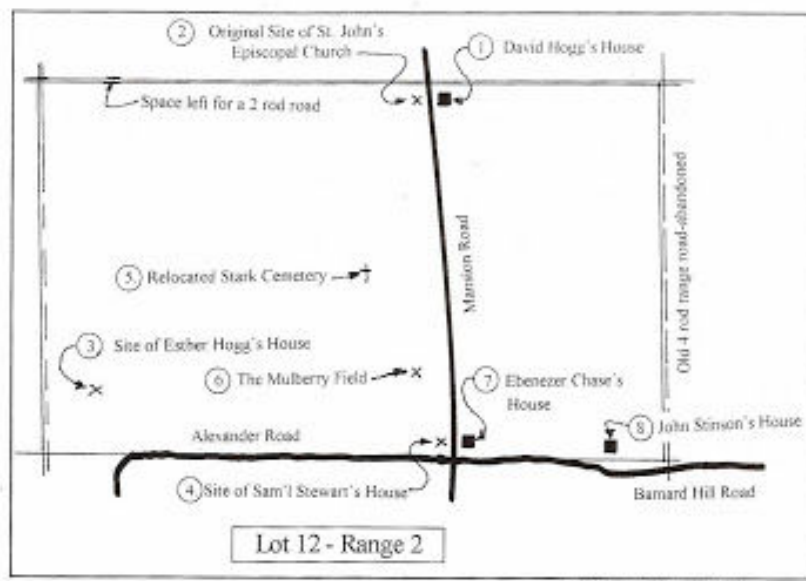 ② Original Site of St. John's
Episcopal Church
① David Hogg's House
Space left for a 2 rod road
Mansion Road
Old 4 rod range road-abandoned
⑤ Relocated Stark Cemetery
③ Site of Esther Hogg's House
⑥ The Mulberry Field
⑦ Ebenezer Chase's
House
⑧ John Stinson's House
Alexander Road
④ Site of Sam'l Stewart's House
Barnard Hill Road
Lot 12 - Range 2